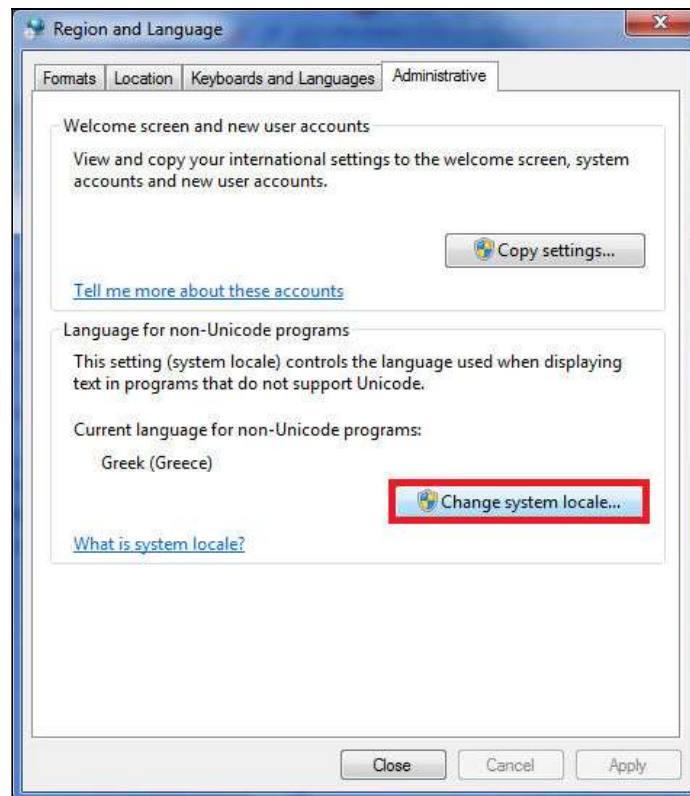 Region and Language
Formats Location Keyboards and Languages Administrative
Welcome screen and new user accounts
View and copy your international settings to the welcome screen, system
accounts and new user accounts.
Copy settings...
Tell me more about these accounts
Language for non-Unicode programs
This setting (system locale) controls the language used when displaying
text in programs that do not support Unicode.
Current language for non-Unicode programs:
Greek (Greece)
Change system locale...
What is system locale?
Close Cancel Apply